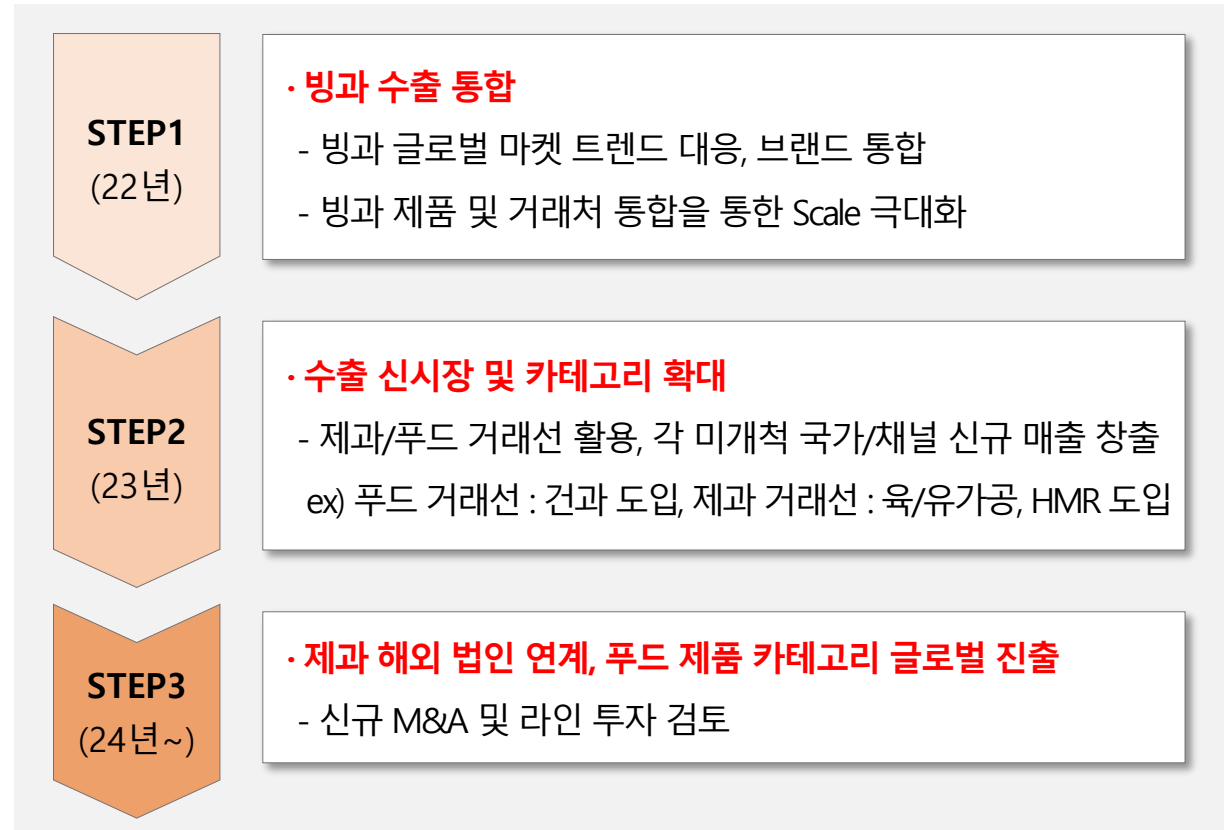 STEP1
(22년)
· 빙과 수출 통합
- 빙과 글로벌 마켓 트렌드 대응, 브랜드 통합
- 빙과 제품 및 거래처 통합을 통한 Scale 극대화
STEP2
(23년)
· 수출 신시장 및 카테고리 확대
- 제과/푸드 거래선 활용, 각 미개척 국가/채널 신규 매출 창출
ex) 푸드 거래선 : 건과 도입, 제과 거래선 : 육/유가공, HMR 도입
STEP3
(24년~)
· 제과 해외 법인 연계, 푸드 제품 카테고리 글로벌 진출
- 신규 M&A 및 라인 투자 검토